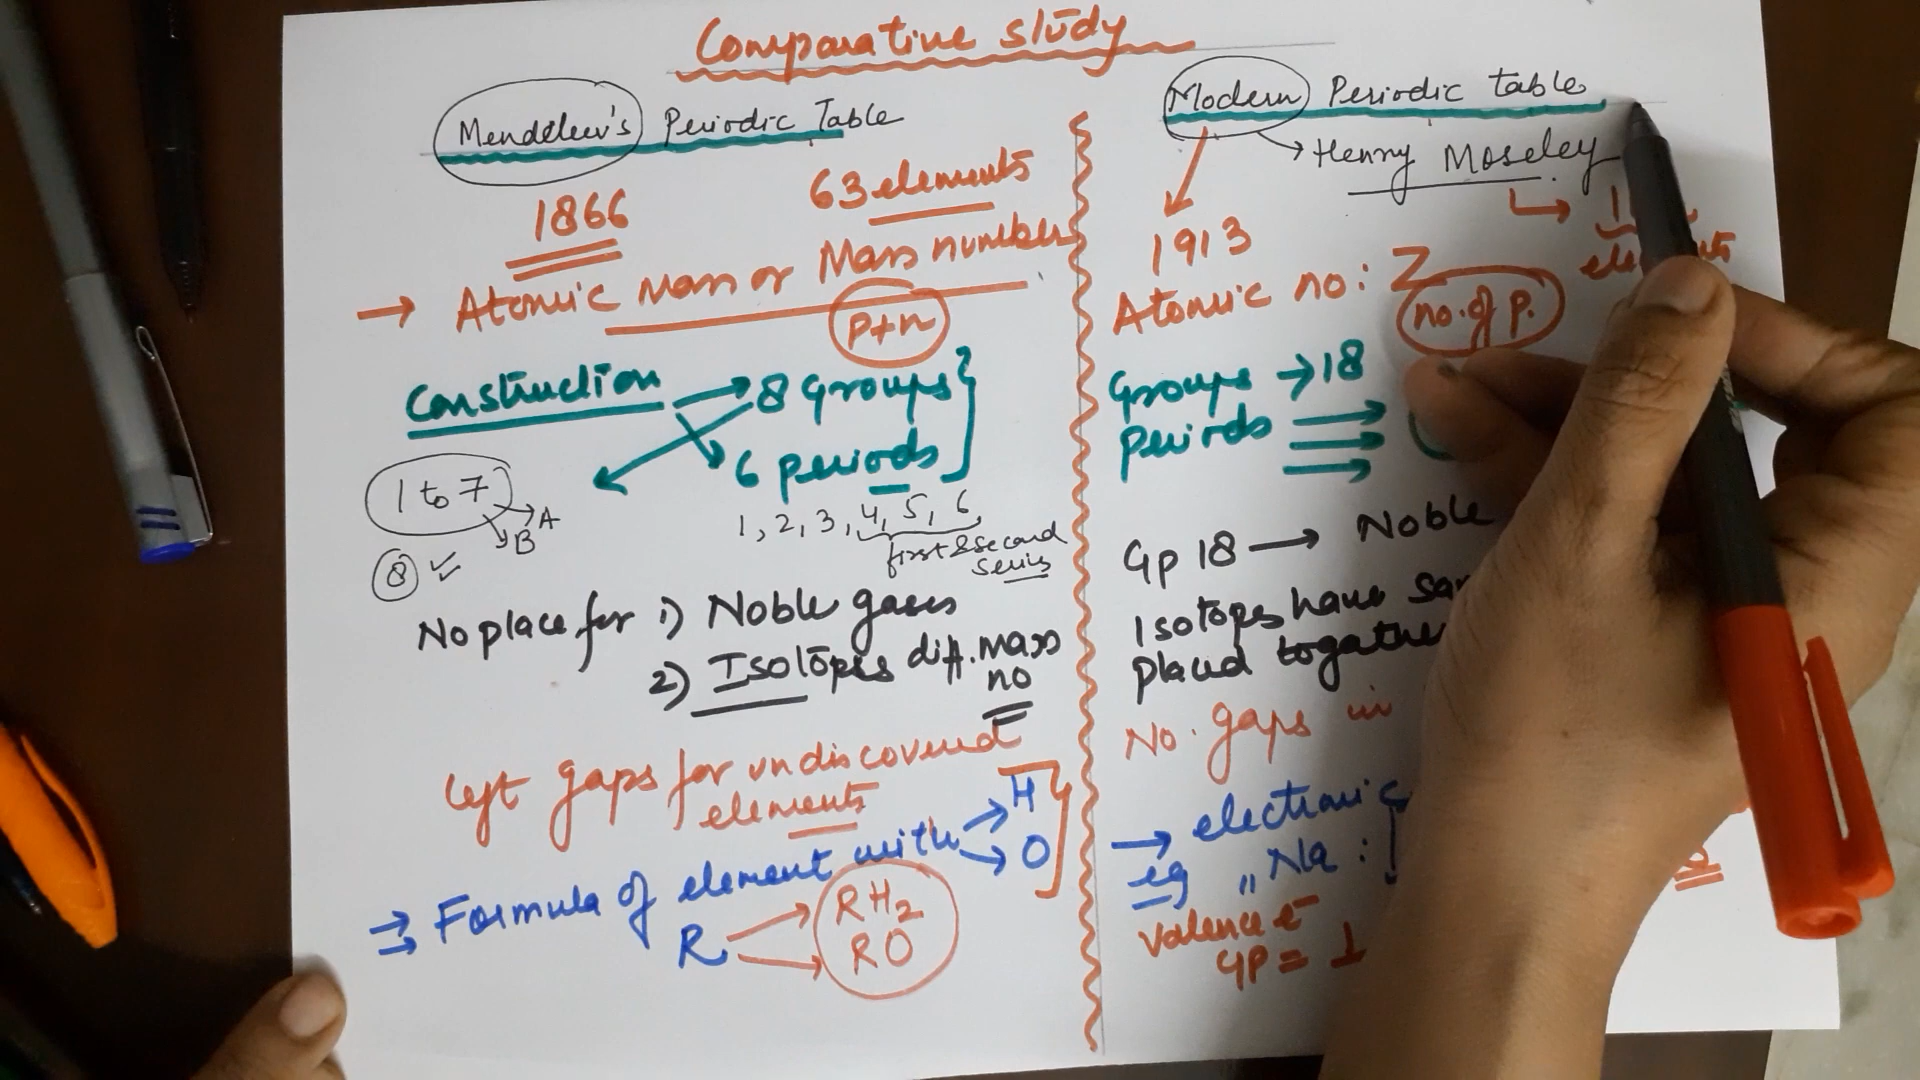 Comparative study
Mendeleev's Periodic Table
1866
63 elements
→ Atomic mass or Mass number
p+n
Construction → 8 groups
6 periods
1 to 7
A
B
8
1, 2, 3, 4, 5, 6
first & second
series
No place for 1) Noble gases
2) Isotopes diff. mass
no
left gaps for undiscovered
elements
⇒ Formula of element with → H
→ O
R → RH2
RO
Modern Periodic table
→ Henry Moseley
1913
Atomic no: Z
no. of p.
Groups → 18
periods
Gp 18 → Noble
Isotopes have
placed togather
No. gaps in
→ electronic
eg " Na :
Valence e-
GP = 1